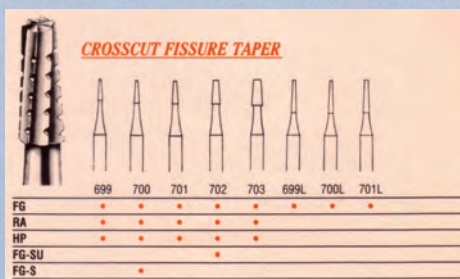 CROSSCUT FISSURE TAPER
699 700 701 702 703 699L 700L 701L
FG • • • • • • • •
RA • • • • •
HP • • • • •
FG-SU •
FG-S •